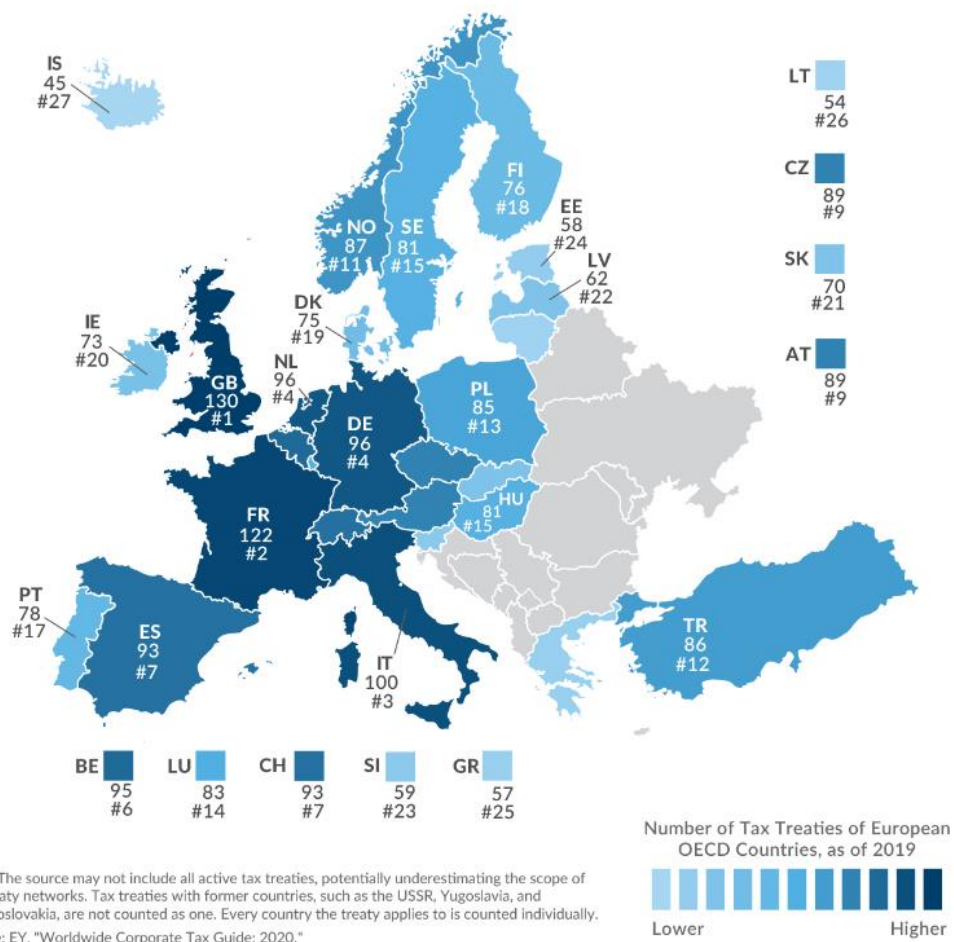 IS
45
#27
LT
54
#26
CZ
89
#9
SK
70
#21
AT
89
#9
FI
76
#18
NO
87
#11
SE
81
#15
EE
58
#24
LV
62
#22
DK
75
#19
IE
73
#20
NL
96
#4
GB
130
#1
DE
96
#4
PL
85
#13
FR
122
#2
HU
81
#15
PT
78
#17
ES
93
#7
IT
100
#3
TR
86
#12
BE
95
#6
LU
83
#14
CH
93
#7
SI
59
#23
GR
57
#25
Number of Tax Treaties of European
OECD Countries, as of 2019
Lower
Higher
The source may not include all active tax treaties, potentially underestimating the scope of
aty networks. Tax treaties with former countries, such as the USSR, Yugoslavia, and
oslovakia, are not counted as one. Every country the treaty applies to is counted individually.
: EY, "Worldwide Corporate Tax Guide: 2020."